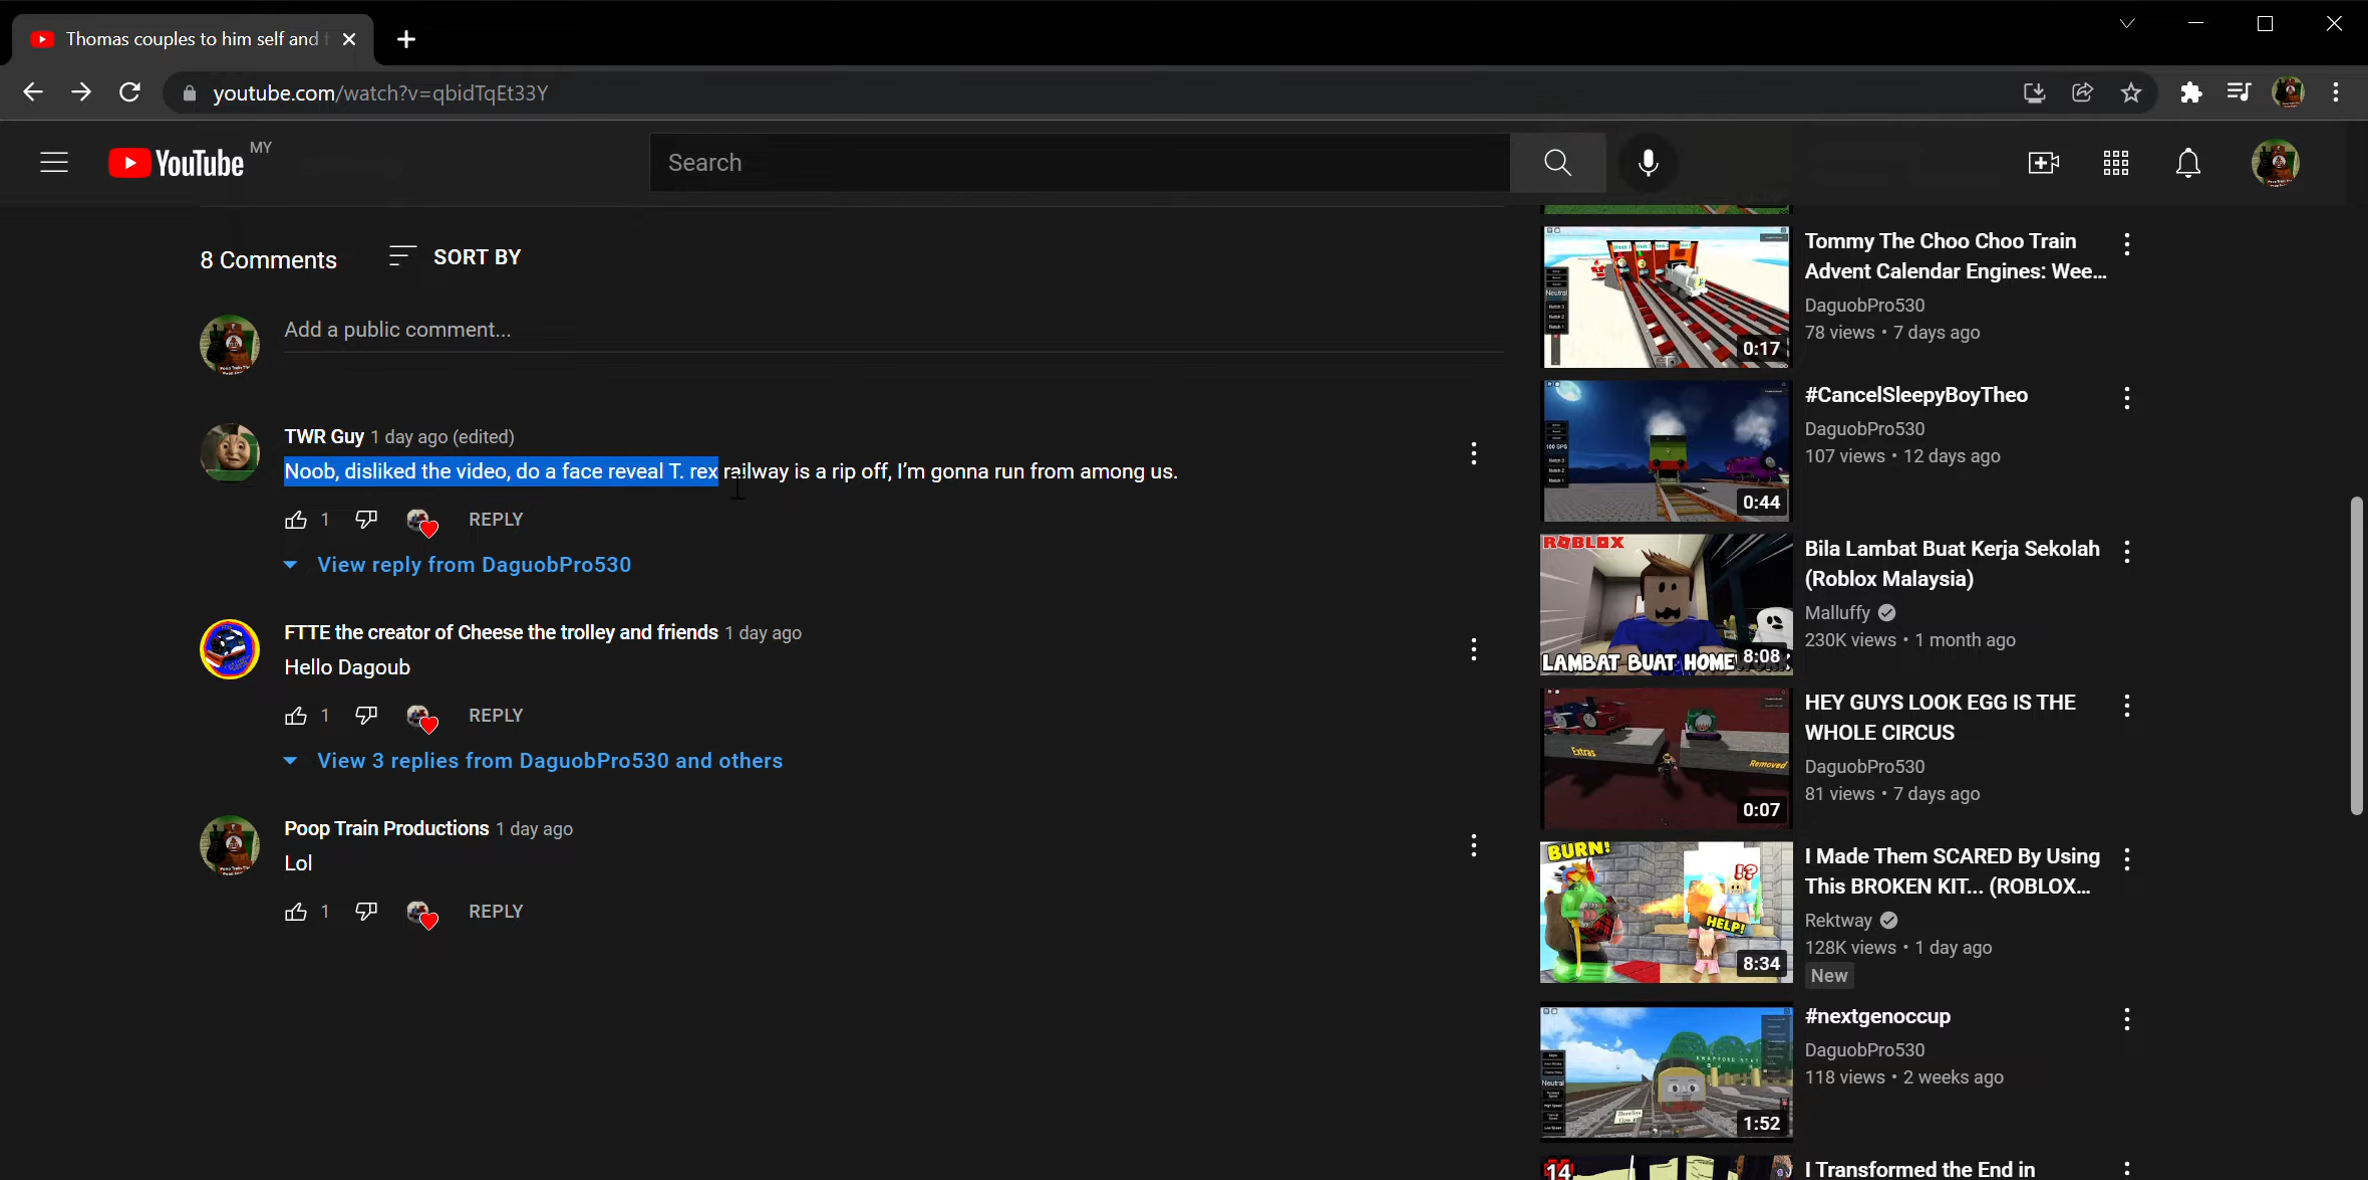 Thomas couples to him self and
youtube.com/watch?v=qbidTqEt33Y
YouTube MY
Search
8 Comments
SORT BY
Add a public comment...
TWR Guy 1 day ago (edited)
Noob, disliked the video, do a face reveal T. rex railway is a rip off, I'm gonna run from among us.
1 REPLY
View reply from DaguobPro530
FTTE the creator of Cheese the trolley and friends 1 day ago
Hello Dagoub
1 REPLY
View 3 replies from DaguobPro530 and others
Poop Train Productions 1 day ago
Lol
1 REPLY
0:17
Tommy The Choo Choo Train
Advent Calendar Engines: Wee...
DaguobPro530
78 views • 7 days ago
0:44
#CancelSleepyBoyTheo
DaguobPro530
107 views • 12 days ago
ROBLOX
LAMBAT BUAT HOME
8:08
Bila Lambat Buat Kerja Sekolah
(Roblox Malaysia)
Malluffy
230K views • 1 month ago
Extras
Removed
0:07
HEY GUYS LOOK EGG IS THE
WHOLE CIRCUS
DaguobPro530
81 views • 7 days ago
BURN!
!?
HELP!
8:34
I Made Them SCARED By Using
This BROKEN KIT... (ROBLOX...
Rektway
128K views • 1 day ago
New
Neutral
1:52
#nextgenoccup
DaguobPro530
118 views • 2 weeks ago
14
I Transformed the End in